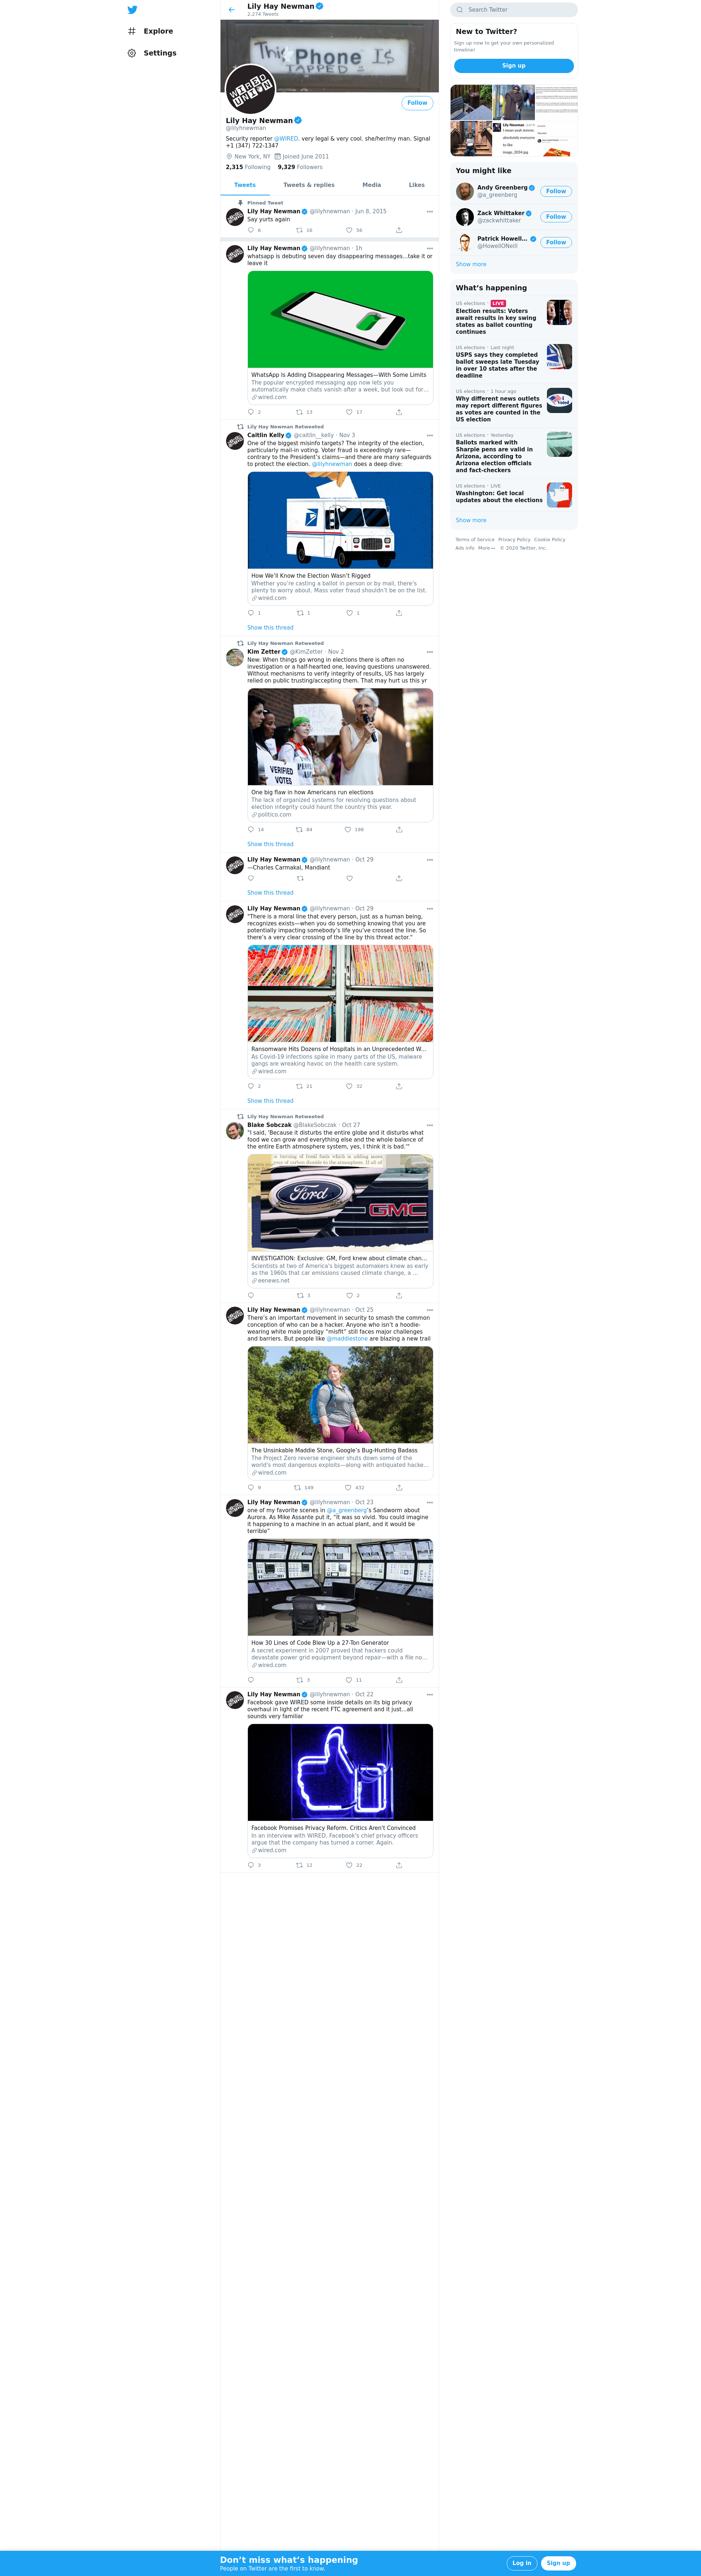 Explore
Settings
Lily Hay Newman
2,274 Tweets
This Phone Is
= TAPPED =
WIRED UNION
Follow
Lily Hay Newman
@lilyhnewman
Security reporter @WIRED. very legal & very cool. she/her/my man. Signal
+1 (347) 722-1347
New York, NY Joined June 2011
2,315 Following 9,329 Followers
Tweets Tweets & replies Media Likes
Pinned Tweet
Lily Hay Newman @lilyhnewman · Jun 8, 2015
Say yurts again
6 16 56
Lily Hay Newman @lilyhnewman · 1h
whatsapp is debuting seven day disappearing messages...take it or
leave it
WhatsApp Is Adding Disappearing Messages—With Some Limits
The popular encrypted messaging app now lets you
automatically make chats vanish after a week, but look out for...
wired.com
2 13 17
Lily Hay Newman Retweeted
Caitlin Kelly @caitlin__kelly · Nov 3
One of the biggest misinfo targets? The integrity of the election,
particularly mail-in voting. Voter fraud is exceedingly rare—
contrary to the President's claims—and there are many safeguards
to protect the election. @lilyhnewman does a deep dive:
How We'll Know the Election Wasn't Rigged
Whether you're casting a ballot in person or by mail, there's
plenty to worry about. Mass voter fraud shouldn't be on the list.
wired.com
1 1 1
Show this thread
Lily Hay Newman Retweeted
Kim Zetter @KimZetter · Nov 2
New: When things go wrong in elections there is often no
investigation or a half-hearted one, leaving questions unanswered.
Without mechanisms to verify integrity of results, US has largely
relied on public trusting/accepting them. That may hurt us this yr
VERIFIED
VOTES
One big flaw in how Americans run elections
The lack of organized systems for resolving questions about
election integrity could haunt the country this year.
politico.com
14 84 198
Show this thread
Lily Hay Newman @lilyhnewman · Oct 29
—Charles Carmakal, Mandiant
Show this thread
Lily Hay Newman @lilyhnewman · Oct 29
"There is a moral line that every person, just as a human being,
recognizes exists—when you do something knowing that you are
potentially impacting somebody's life you've crossed the line. So
there's a very clear crossing of the line by this threat actor."
Ransomware Hits Dozens of Hospitals in an Unprecedented W...
As Covid-19 infections spike in many parts of the US, malware
gangs are wreaking havoc on the health care system.
wired.com
2 21 32
Show this thread
Lily Hay Newman Retweeted
Blake Sobczak @BlakeSobczak · Oct 27
"I said, 'Because it disturbs the entire globe and it disturbs what
food we can grow and everything else and the whole balance of
the entire Earth atmosphere system, yes, I think it is bad.'"
Ford
GMC
INVESTIGATION: Exclusive: GM, Ford knew about climate chan...
Scientists at two of America's biggest automakers knew as early
as the 1960s that car emissions caused climate change, a ...
eenews.net
3 2
Lily Hay Newman @lilyhnewman · Oct 25
There's an important movement in security to smash the common
conception of who can be a hacker. Anyone who isn't a hoodie-
wearing white male prodigy "misfit" still faces major challenges
and barriers. But people like @maddiestone are blazing a new trail
The Unsinkable Maddie Stone, Google's Bug-Hunting Badass
The Project Zero reverse engineer shuts down some of the
world's most dangerous exploits—along with antiquated hacke...
wired.com
9 149 432
Lily Hay Newman @lilyhnewman · Oct 23
one of my favorite scenes in @a_greenberg's Sandworm about
Aurora. As Mike Assante put it, "It was so vivid. You could imagine
it happening to a machine in an actual plant, and it would be
terrible"
How 30 Lines of Code Blew Up a 27-Ton Generator
A secret experiment in 2007 proved that hackers could
devastate power grid equipment beyond repair—with a file no...
wired.com
3 11
Lily Hay Newman @lilyhnewman · Oct 22
Facebook gave WIRED some inside details on its big privacy
overhaul in light of the recent FTC agreement and it just...all
sounds very familiar
Facebook Promises Privacy Reform. Critics Aren't Convinced
In an interview with WIRED, Facebook's chief privacy officers
argue that the company has turned a corner. Again.
wired.com
3 12 22
Search Twitter
New to Twitter?
Sign up now to get your own personalized
timeline!
Sign up
You might like
Andy Greenberg
@a_greenberg
Follow
Zack Whittaker
@zackwhittaker
Follow
Patrick Howell...
@HowellONeill
Follow
Show more
What's happening
US elections · LIVE
Election results: Voters
await results in key swing
states as ballot counting
continues
US elections · Last night
USPS says they completed
ballot sweeps late Tuesday
in over 10 states after the
deadline
US elections · 1 hour ago
Why different news outlets
may report different figures
as votes are counted in the
US election
US elections · Yesterday
Ballots marked with
Sharpie pens are valid in
Arizona, according to
Arizona election officials
and fact-checkers
US elections · LIVE
Washington: Get local
updates about the elections
Show more
Terms of Service Privacy Policy Cookie Policy
Ads info More © 2020 Twitter, Inc.
Don't miss what's happening
People on Twitter are the first to know.
Log in
Sign up